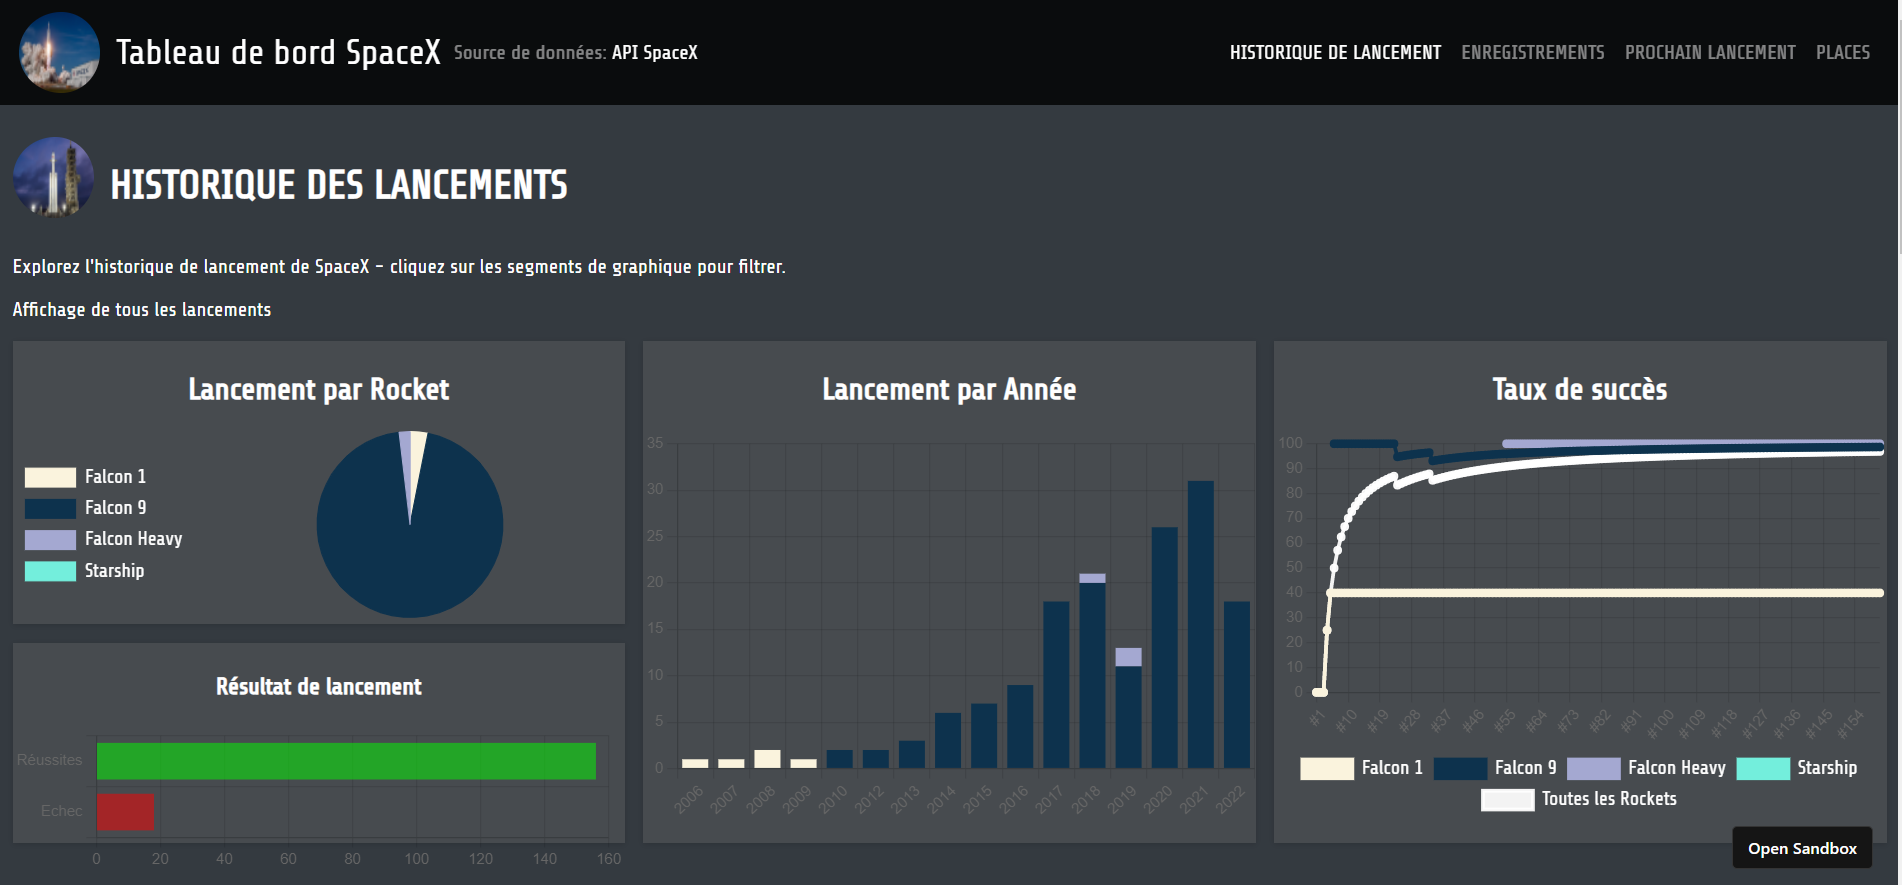 Tableau de bord SpaceX Source de données: API SpaceX HISTORIQUE DE LANCEMENT ENREGISTREMENTS PROCHAIN LANCEMENT PLACES
HISTORIQUE DES LANCEMENTS
Explorez l'historique de lancement de SpaceX - cliquez sur les segments de graphique pour filtrer.
Affichage de tous les lancements
Lancement par Rocket
Falcon 1
Falcon 9
Falcon Heavy
Starship
Résultat de lancement
Réussites
Echec
0 20 40 60 80 100 120 140 160
Lancement par Année
35
30
25
20
15
10
5
0
2006 2007 2008 2009 2010 2012 2013 2014 2015 2016 2017 2018 2019 2020 2021 2022
Taux de succès
100
90
80
70
60
50
40
30
20
10
0
#1 #10 #19 #28 #37 #46 #55 #64 #73 #82 #91 #100 #109 #118 #127 #136 #145 #154
Falcon 1 Falcon 9 Falcon Heavy Starship
Toutes les Rockets
Open Sandbox